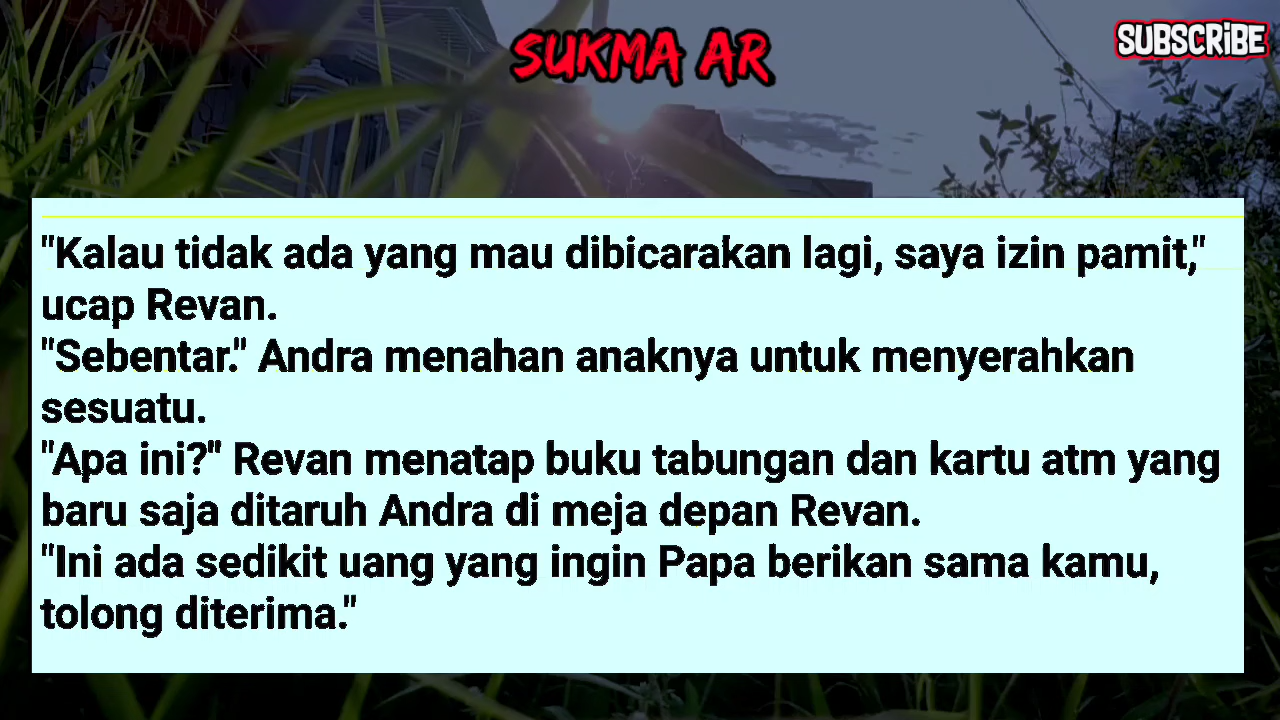 SUKMA AR
SUBSCRiBE
"Kalau tidak ada yang mau dibicarakan lagi, saya izin pamit,"
ucap Revan.
"Sebentar." Andra menahan anaknya untuk menyerahkan
sesuatu.
"Apa ini?" Revan menatap buku tabungan dan kartu atm yang
baru saja ditaruh Andra di meja depan Revan.
"Ini ada sedikit uang yang ingin Papa berikan sama kamu,
tolong diterima."